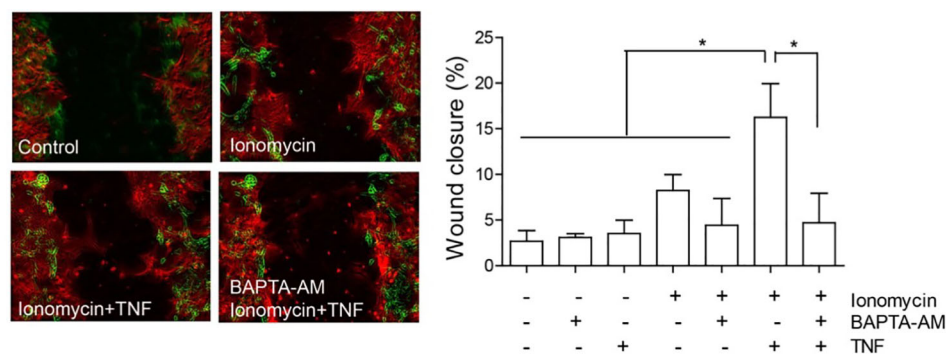 Control
Ionomycin
Ionomycin+TNF
BAPTA-AM
Ionomycin+TNF
Wound closure (%)
25
20
15
10
5
0
*
*
- - - + + + + Ionomycin
- + - - + - + BAPTA-AM
- - + - - + + TNF